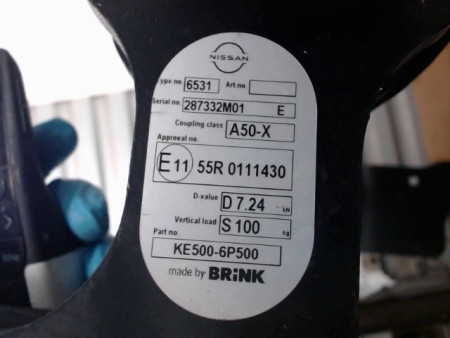 NISSAN
Type no. 6531 Art no.
Serial no. 287332M01 E
Coupling class A50-X
Approval no.
E11 55R 0111430
D-value D 7.24 kN
Vertical load S 100 kg
Part no.
KE500-6P500
made by BRINK